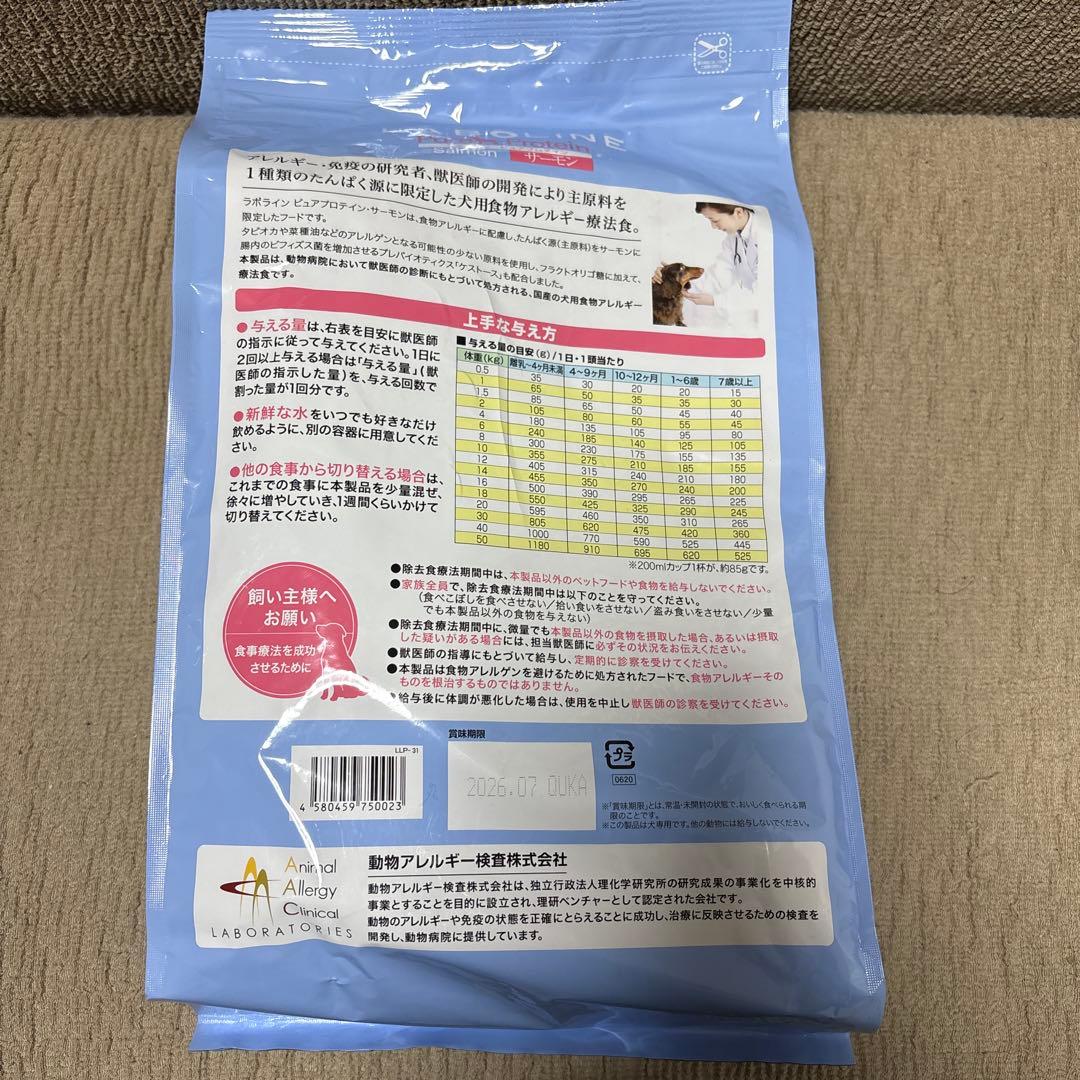 Pure Protein
Salmon サーモン
アレルギー・免疫の研究者、獣医師の開発により主原料を
1種類のたんぱく源に限定した犬用食物アレルギー療法食。
ラボライン ピュアプロテイン・サーモンは、食物アレルギーに配慮し、たんぱく源(主原料)をサーモンに
限定したフードです。
タピオカや菜種油などのアレルゲンとなる可能性の少ない原料を使用し、フラクトオリゴ糖に加えて、
腸内のビフィズス菌を増加させるプレバイオティクス「ケストース」も配合しました。
本製品は、動物病院において獣医師の診断にもとづいて処方される、国産の犬用食物アレルギー
療法食です。
上手な与え方
●与える量は、右表を目安に獣医師
の指示に従って与えてください。1日に
2回以上与える場合は「与える量」(獣
医師の指示した量)を、与える回数で
割った量が1回分です。
●新鮮な水をいつでも好きなだけ
飲めるように、別の容器に用意してくだ
さい。
●他の食事から切り替える場合は、
これまでの食事に本製品を少量混ぜ、
徐々に増やしていき、1週間くらいかけて
切り替えてください。
■与える量の目安(g)/1日・1頭当たり
体重(kg) 離乳~4ヶ月未満 4~9ヶ月 10~12ヶ月 1~6歳 7歳以上
0.5 35 30 20 20 15
1 65 50 35 35 30
1.5 85 65 50 45 40
2 105 80 60 55 45
4 180 135 105 95 80
6 240 185 140 125 105
8 300 230 175 155 135
10 355 275 210 185 155
12 405 315 240 210 180
14 455 350 270 240 200
16 500 390 295 265 225
18 550 425 325 290 245
20 595 460 350 310 265
30 805 620 475 420 360
40 1000 770 590 525 445
50 1180 910 695 620 525
※200mlカップ1杯が、約85gです。
飼い主様へ
お願い
食事療法を成功
させるために
●除去食療法期間中は、本製品以外のペットフードや食物を給与しないでください。
●家族全員で、除去食療法期間中は以下のことを守ってください。
(食べこぼしを食べさせない/拾い食いをさせない/盗み食いをさせない/少量
でも本製品以外の食物を与えない)
●除去食療法期間中に、微量でも本製品以外の食物を摂取した場合、あるいは摂取
した疑いがある場合には、担当獣医師に必ずその状況をお伝えください。
●獣医師の指導にもとづいて給与し、定期的に診察を受けてください。
●本製品は食物アレルゲンを避けるために処方されたフードで、食物アレルギーその
ものを根治するものではありません。
●給与後に体調が悪化した場合は、使用を中止し獣医師の診察を受けてください。
LLP-31
4 580459 750023
賞味期限
2026.07 OUKA
プラ
0620
※「賞味期限」とは、常温・未開封の状態で、おいしく食べられる期
限のことです。
※この製品は犬専用です。他の動物には給与しないでください。
Animal
Allergy
Clinical
LABORATORIES
動物アレルギー検査株式会社
動物アレルギー検査株式会社は、独立行政法人理化学研究所の研究成果の事業化を中核的
事業とすることを目的に設立され、理研ベンチャーとして認定された会社です。
動物のアレルギーや免疫の状態を正確にとらえることに成功し、治療に反映させるための検査を
開発し、動物病院に提供しています。